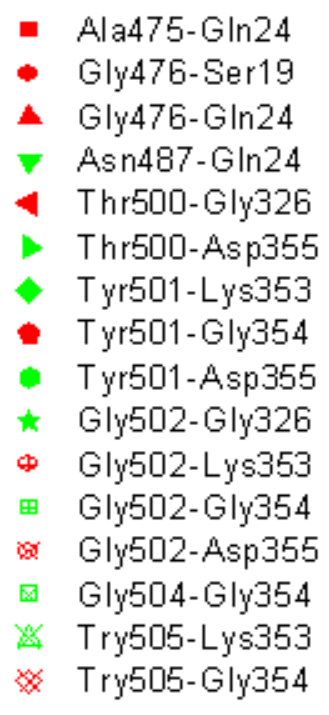 Ala475-Gln24
Gly476-Ser19
Gly476-Gln24
Asn487-Gln24
Thr500-Gly326
Thr500-Asp355
Tyr501-Lys353
Tyr501-Gly354
Tyr501-Asp355
Gly502-Gly326
Gly502-Lys353
Gly502-Gly354
Gly502-Asp355
Gly504-Gly354
Try505-Lys353
Try505-Gly354